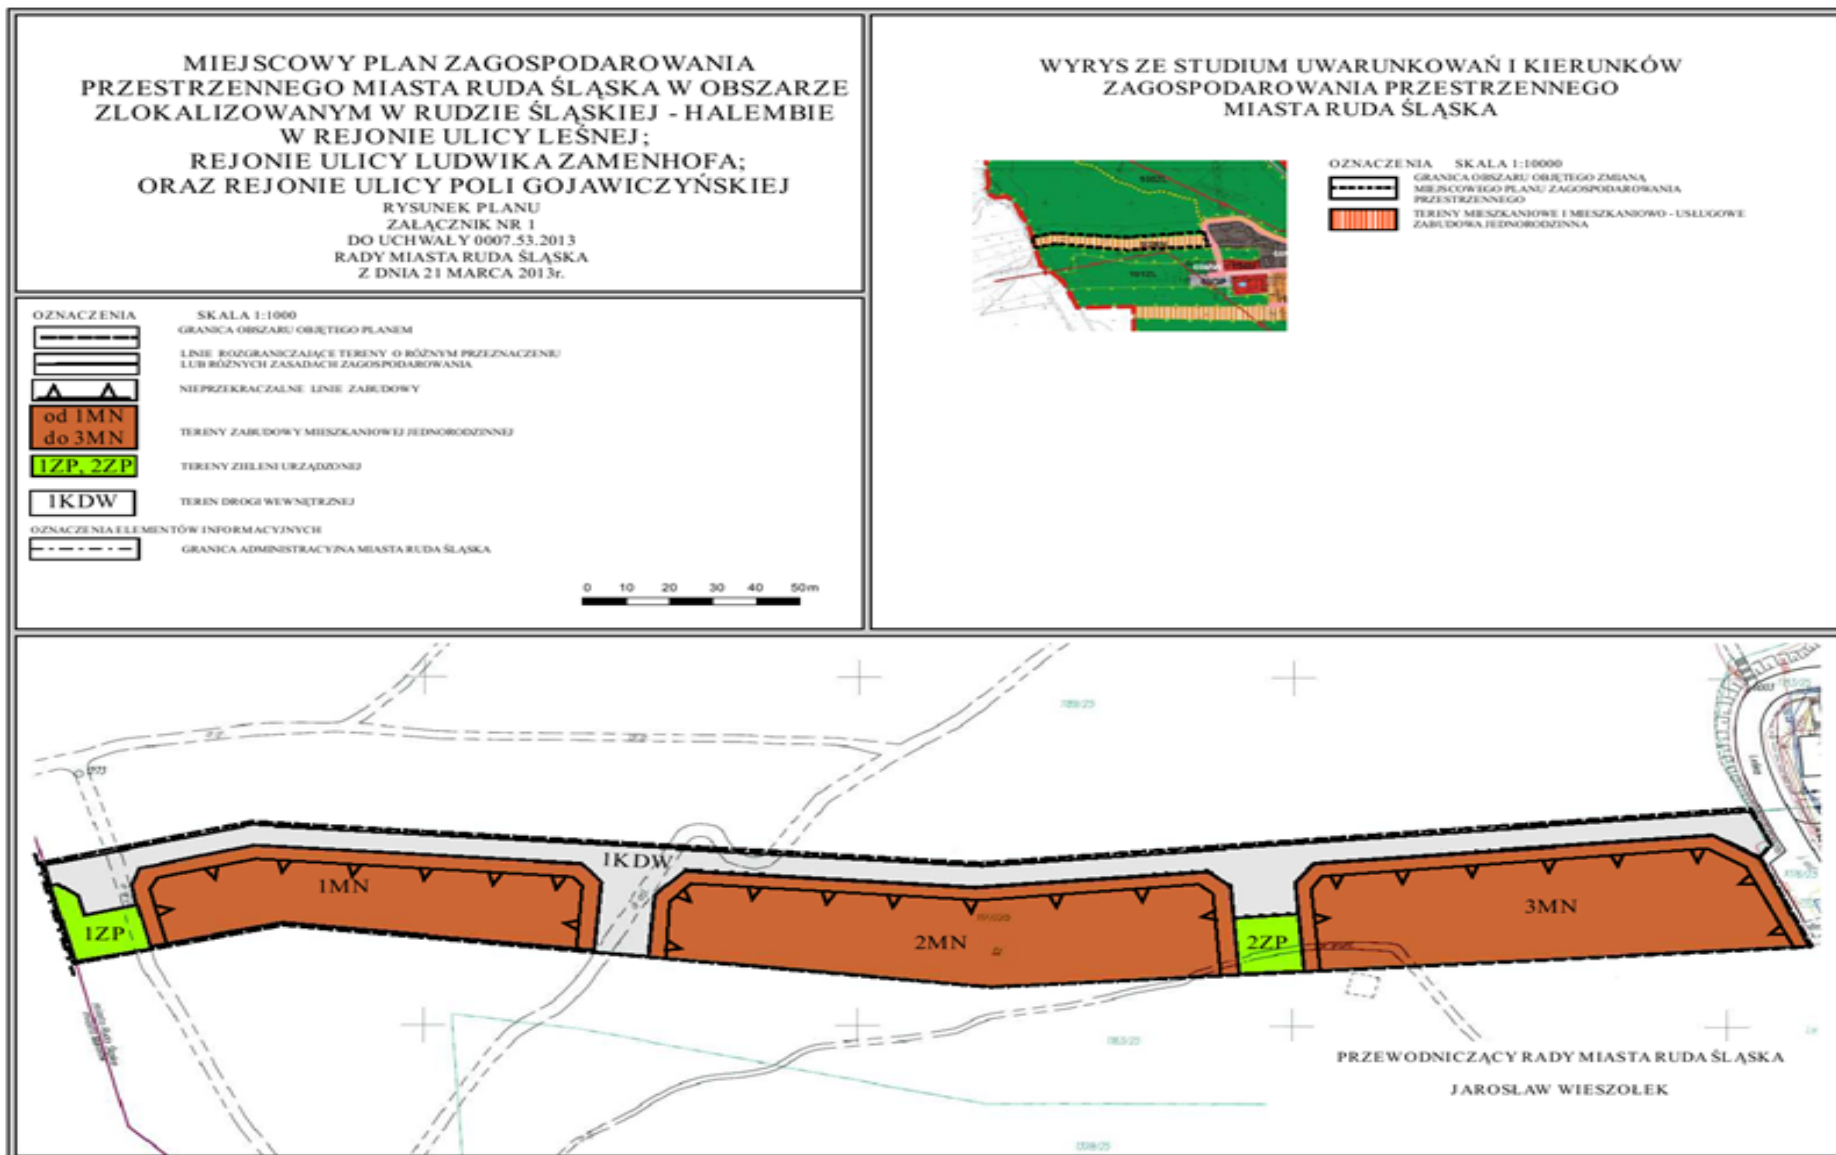 MIEJSCOWY PLAN ZAGOSPODAROWANIA
PRZESTRZENNEGO MIASTA RUDA ŚLĄSKA W OBSZARZE
ZLOKALIZOWANYM W RUDZIE ŚLĄSKIEJ - HALEMBIE
W REJONIE ULICY LEŚNEJ;
REJONIE ULICY LUDWIKA ZAMENHOFA;
ORAZ REJONIE ULICY POLI GOJAWICZYŃSKIEJ
RYSUNEK PLANU
ZAŁĄCZNIK NR 1
DO UCHWAŁY 0007.53.2013
RADY MIASTA RUDA ŚLĄSKA
Z DNIA 21 MARCA 2013r.
WYRYS ZE STUDIUM UWARUNKOWAŃ I KIERUNKÓW
ZAGOSPODAROWANIA PRZESTRZENNEGO
MIASTA RUDA ŚLĄSKA
OZNACZENIA SKALA 1:10000
GRANICA OBSZARU OBJĘTEGO ZMIANĄ
MIEJSCOWEGO PLANU ZAGOSPODAROWANIA
PRZESTRZENNEGO
TERENY MIESZKANIOWE I MIESZKANIOWO - USŁUGOWE
ZABUDOWA JEDNORODZINNA
OZNACZENIA SKALA 1:1000
GRANICA OBSZARU OBJĘTEGO PLANEM
LINIE ROZGRANICZAJĄCE TERENY O RÓŻNYM PRZEZNACZENIU
LUB RÓŻNYCH ZASADACH ZAGOSPODAROWANIA
NIEPRZEKRACZALNE LINIE ZABUDOWY
od 1MN
do 3MN
TERENY ZABUDOWY MIESZKANIOWEJ JEDNORODZINNEJ
1ZP, 2ZP
TERENY ZIELENI URZĄDZONEJ
1KDW
TEREN DROGI WEWNĘTRZNEJ
OZNACZENIA ELEMENTÓW INFORMACYJNYCH
GRANICA ADMINISTRACYJNA MIASTA RUDA ŚLĄSKA
0 10 20 30 40 50m
1KDW
1MN
1ZP
2MN
2ZP
3MN
PRZEWODNICZĄCY RADY MIASTA RUDA ŚLĄSKA
JAROSŁAW WIESZOŁEK